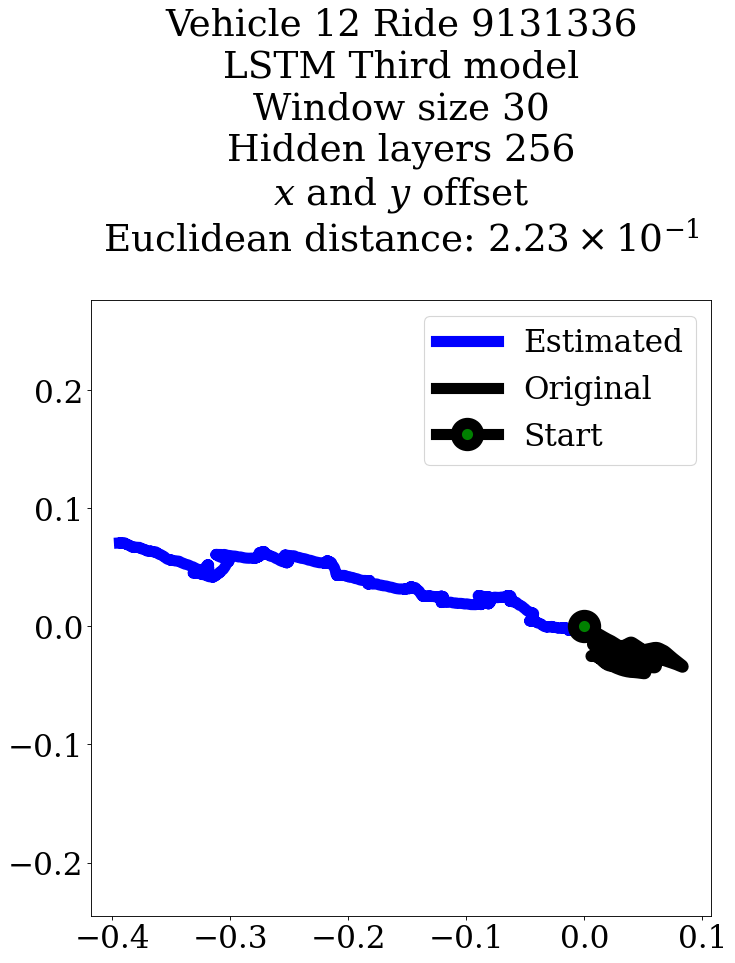 Vehicle 12 Ride 9131336
LSTM Third model
Window size 30
Hidden layers 256
x and y offset
Euclidean distance: 2.23 × 10⁻¹
Estimated
Original
Start
0.2
0.1
0.0
−0.1
−0.2
−0.4 −0.3 −0.2 −0.1 0.0 0.1